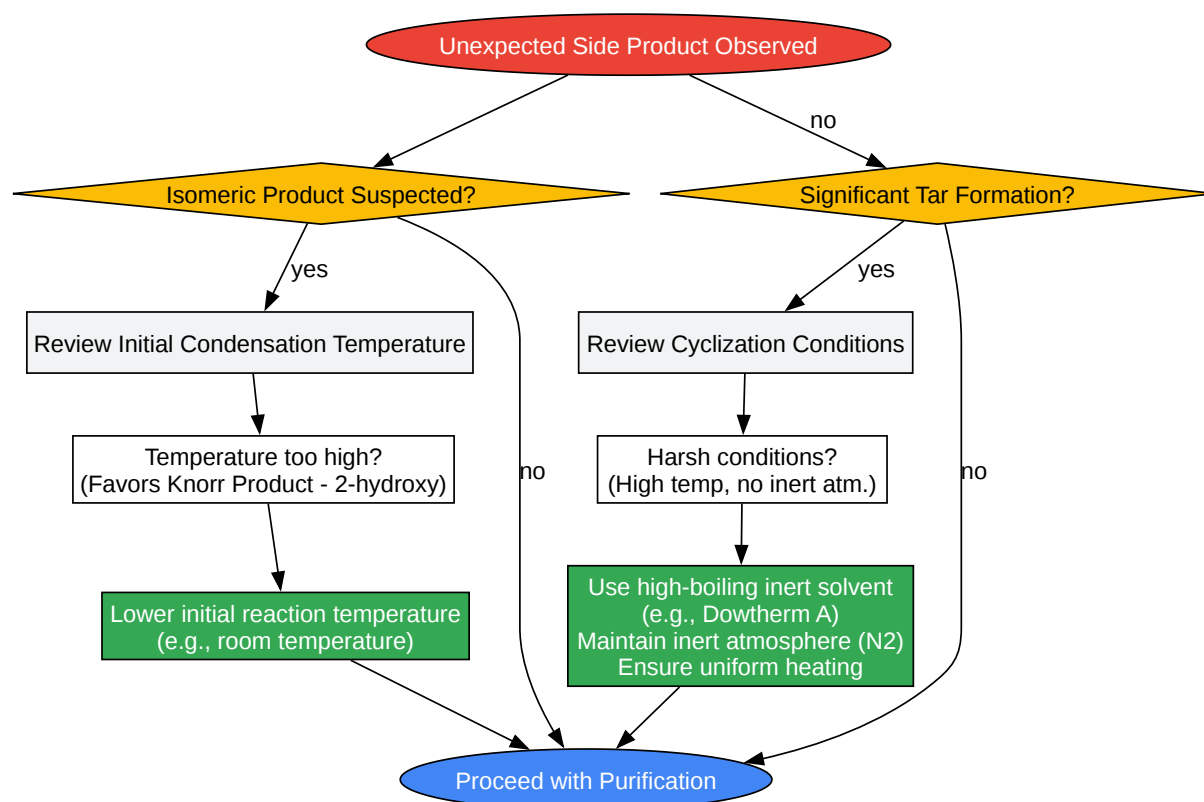 Unexpected Side Product Observed
no
Isomeric Product Suspected?
Significant Tar Formation?
yes
yes
Review Initial Condensation Temperature
Review Cyclization Conditions
Temperature too high?
(Favors Knorr Product - 2-hydroxy)
no
Harsh conditions?
(High temp, no inert atm.)
no
Lower initial reaction temperature
(e.g., room temperature)
Use high-boiling inert solvent
(e.g., Dowtherm A)
Maintain inert atmosphere (N2)
Ensure uniform heating
Proceed with Purification